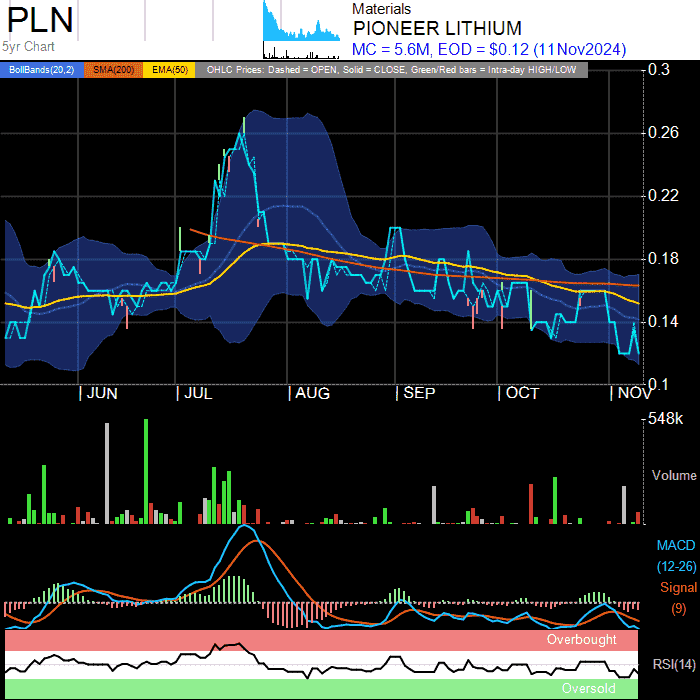 PLN
5yr Chart
Materials
PIONEER LITHIUM
MC = 5.6M, EOD = $0.12 (11Nov2024)
BollBands(20,2) SMA(200) EMA(50) OHLC Prices: Dashed = OPEN, Solid = CLOSE, Green/Red bars = Intra-day HIGH/LOW
0.3
0.26
0.22
0.18
0.14
0.1
| JUN | JUL | AUG | SEP | OCT | NOV
548k
Volume
MACD
(12-26)
Signal
(9)
Overbought
RSI(14)
Oversold